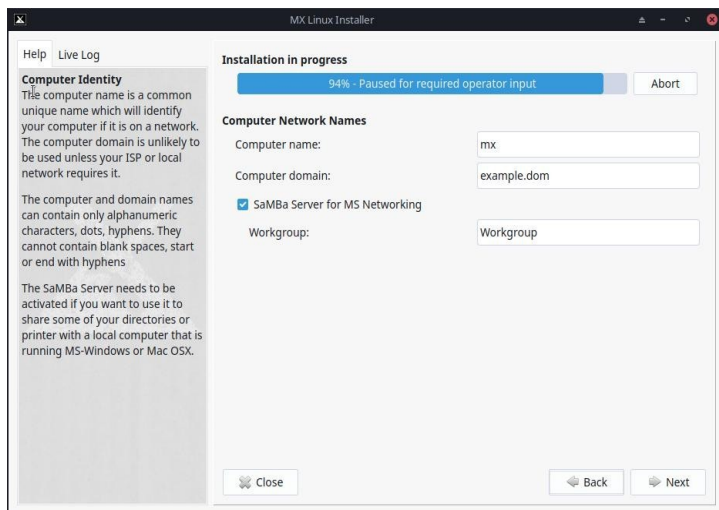 MX Linux Installer
Help
Live Log
Computer Identity
The computer name is a common
unique name which will identify
your computer if it is on a network.
The computer domain is unlikely to
be used unless your ISP or local
network requires it.
The computer and domain names
can contain only alphanumeric
characters, dots, hyphens. They
cannot contain blank spaces, start
or end with hyphens
The SaMBa Server needs to be
activated if you want to use it to
share some of your directories or
printer with a local computer that is
running MS-Windows or Mac OSX.
Installation in progress
94% - Paused for required operator input
Abort
Computer Network Names
Computer name: mx
Computer domain: example.dom
SaMBa Server for MS Networking
Workgroup: Workgroup
Close
Back
Next